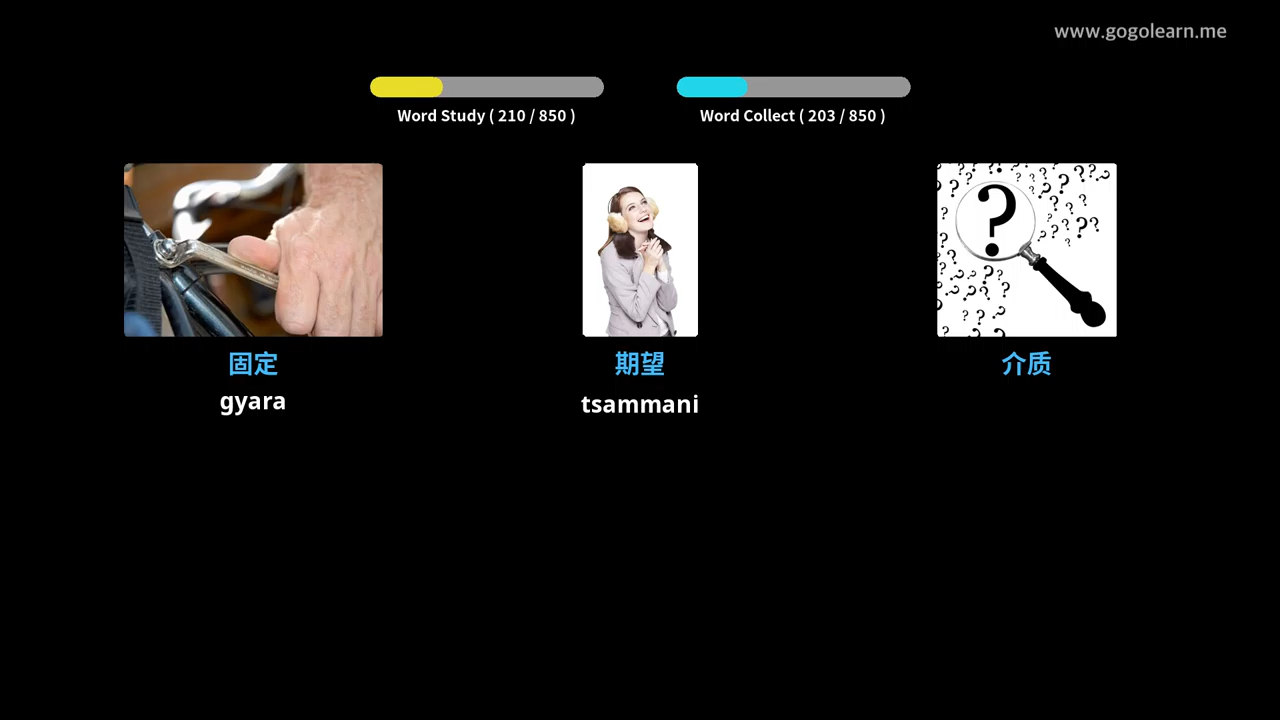 www.gogolearn.me
Word Study ( 210 / 850 )
Word Collect ( 203 / 850 )
固定
期望
介质
gyara
tsammani